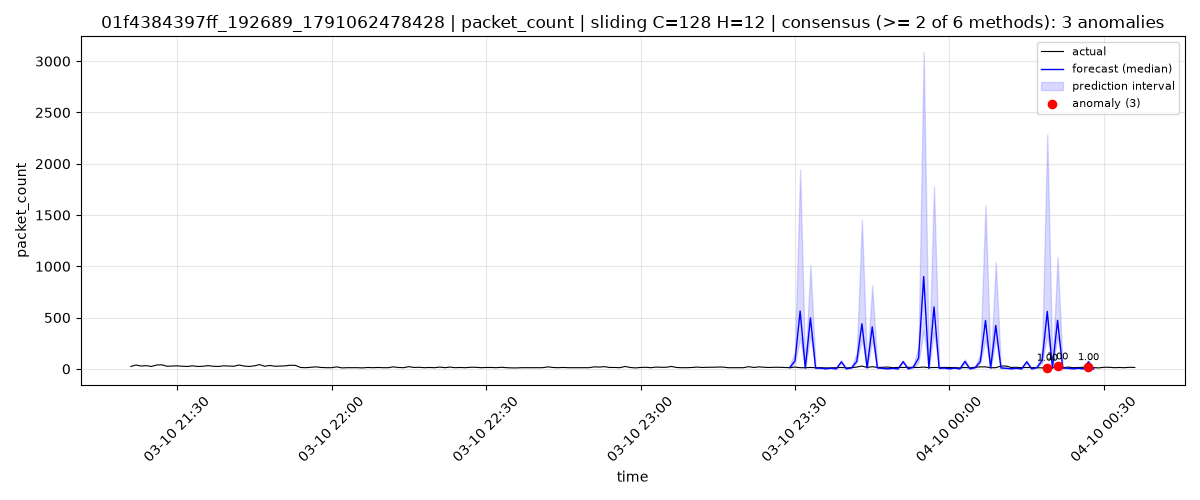 01f4384397ff_192689_1791062478428 | packet_count | sliding C=128 H=12 | consensus (>= 2 of 6 methods): 3 anomalies
actual
forecast (median)
prediction interval
anomaly (3)
packet_count
3000
2500
2000
1500
1000
500
0
1.00
1.00
1.00
03-10 21:30
03-10 22:00
03-10 22:30
03-10 23:00
03-10 23:30
04-10 00:00
04-10 00:30
time